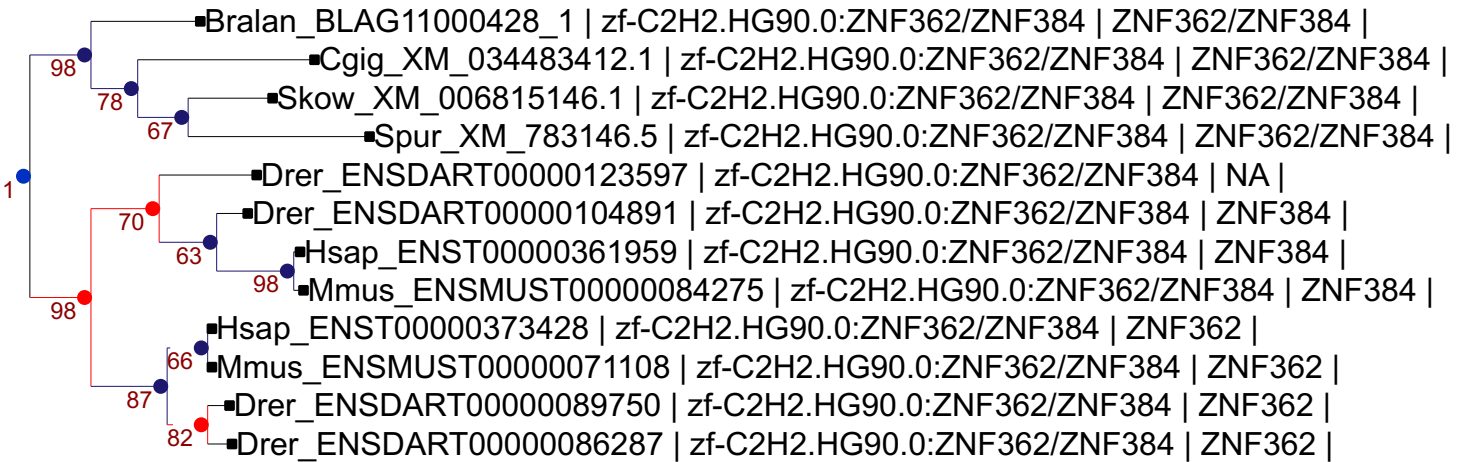 Bralan_BLAG11000428_1 | zf-C2H2.HG90.0:ZNF362/ZNF384 | ZNF362/ZNF384 |
98
Cgig_XM_034483412.1 | zf-C2H2.HG90.0:ZNF362/ZNF384 | ZNF362/ZNF384 |
78
Skow_XM_006815146.1 | zf-C2H2.HG90.0:ZNF362/ZNF384 | ZNF362/ZNF384 |
67
Spur_XM_783146.5 | zf-C2H2.HG90.0:ZNF362/ZNF384 | ZNF362/ZNF384 |
1
Drer_ENSDART00000123597 | zf-C2H2.HG90.0:ZNF362/ZNF384 | NA |
70
Drer_ENSDART00000104891 | zf-C2H2.HG90.0:ZNF362/ZNF384 | ZNF384 |
63
Hsap_ENST00000361959 | zf-C2H2.HG90.0:ZNF362/ZNF384 | ZNF384 |
98
Mmus_ENSMUST00000084275 | zf-C2H2.HG90.0:ZNF362/ZNF384 | ZNF384 |
98
Hsap_ENST00000373428 | zf-C2H2.HG90.0:ZNF362/ZNF384 | ZNF362 |
66
Mmus_ENSMUST00000071108 | zf-C2H2.HG90.0:ZNF362/ZNF384 | ZNF362 |
87
Drer_ENSDART00000089750 | zf-C2H2.HG90.0:ZNF362/ZNF384 | ZNF362 |
82
Drer_ENSDART00000086287 | zf-C2H2.HG90.0:ZNF362/ZNF384 | ZNF362 |